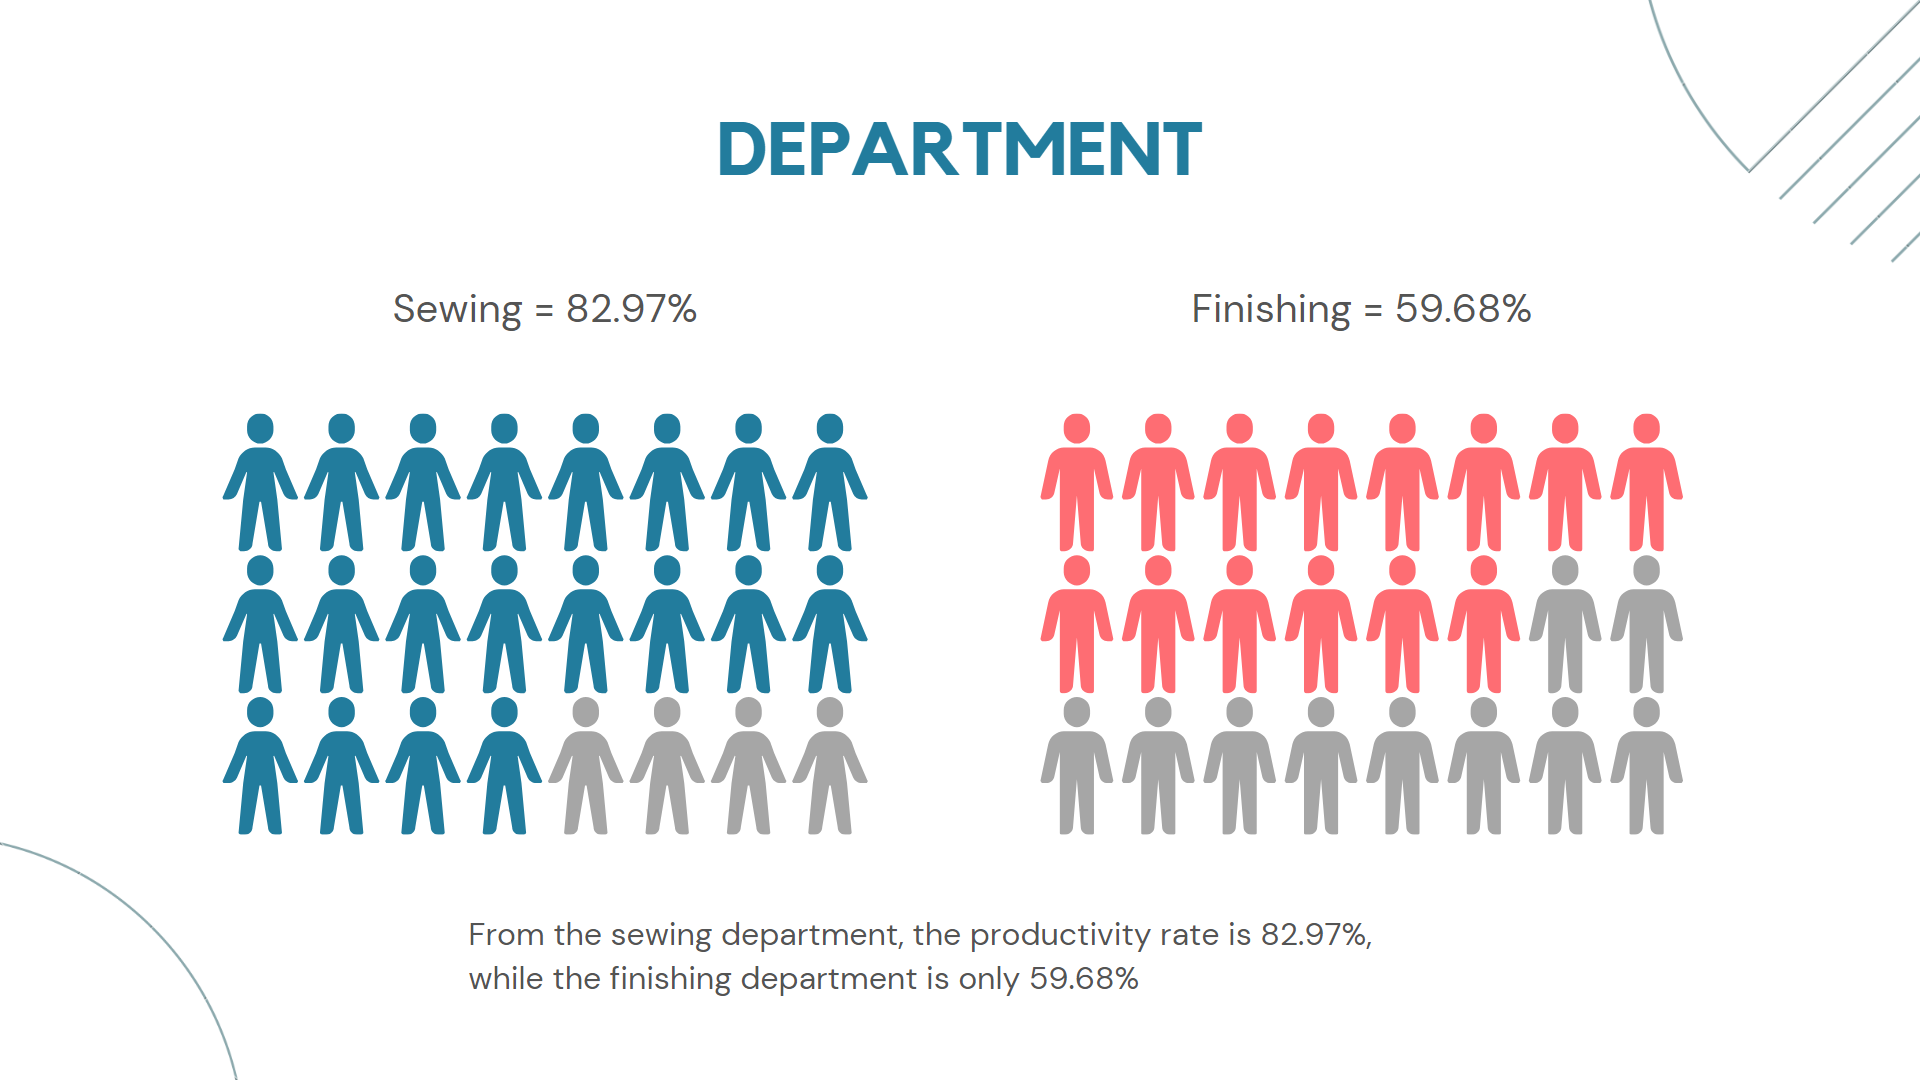 DEPARTMENT
Sewing = 82.97%
Finishing = 59.68%
From the sewing department, the productivity rate is 82.97%,
while the finishing department is only 59.68%